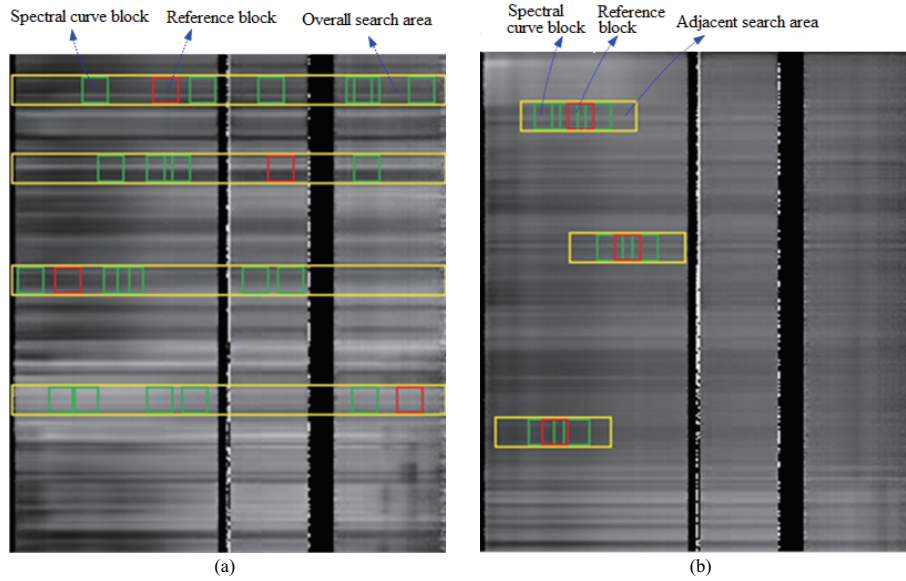 Spectral curve block
Reference block
Overall search area
Spectral
curve block
Reference
block
Adjacent search area
(a)
(b)